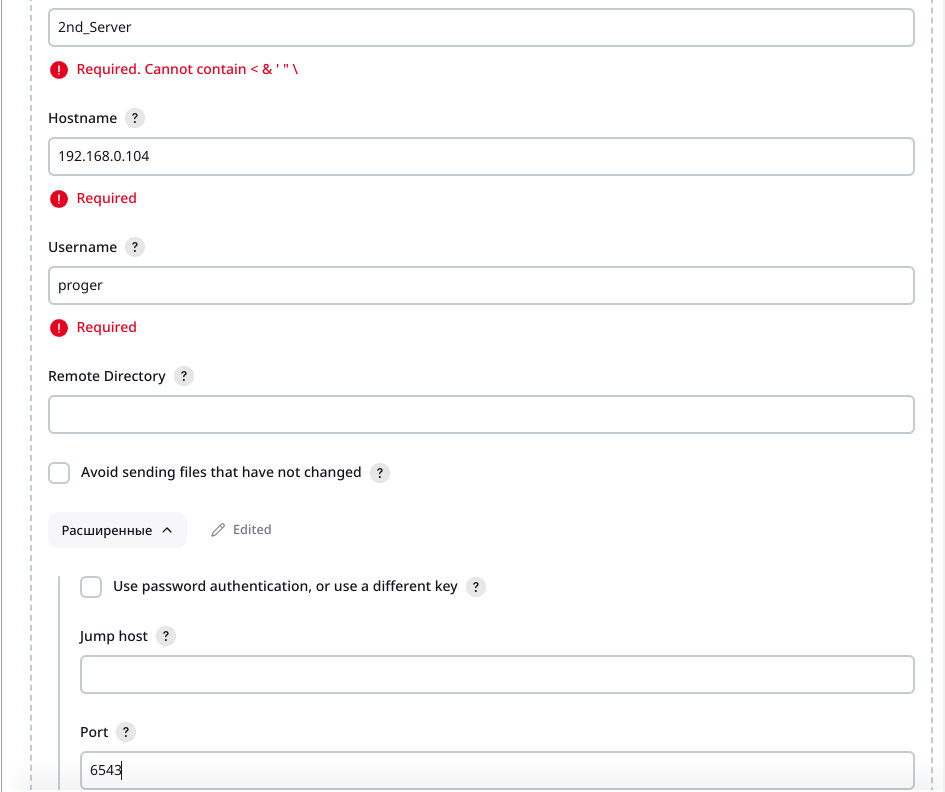 2nd_Server
Required. Cannot contain < & ' " \
Hostname ?
192.168.0.104
Required
Username ?
proger
Required
Remote Directory ?
Avoid sending files that have not changed ?
Расширенные Edited
Use password authentication, or use a different key ?
Jump host ?
Port ?
6543